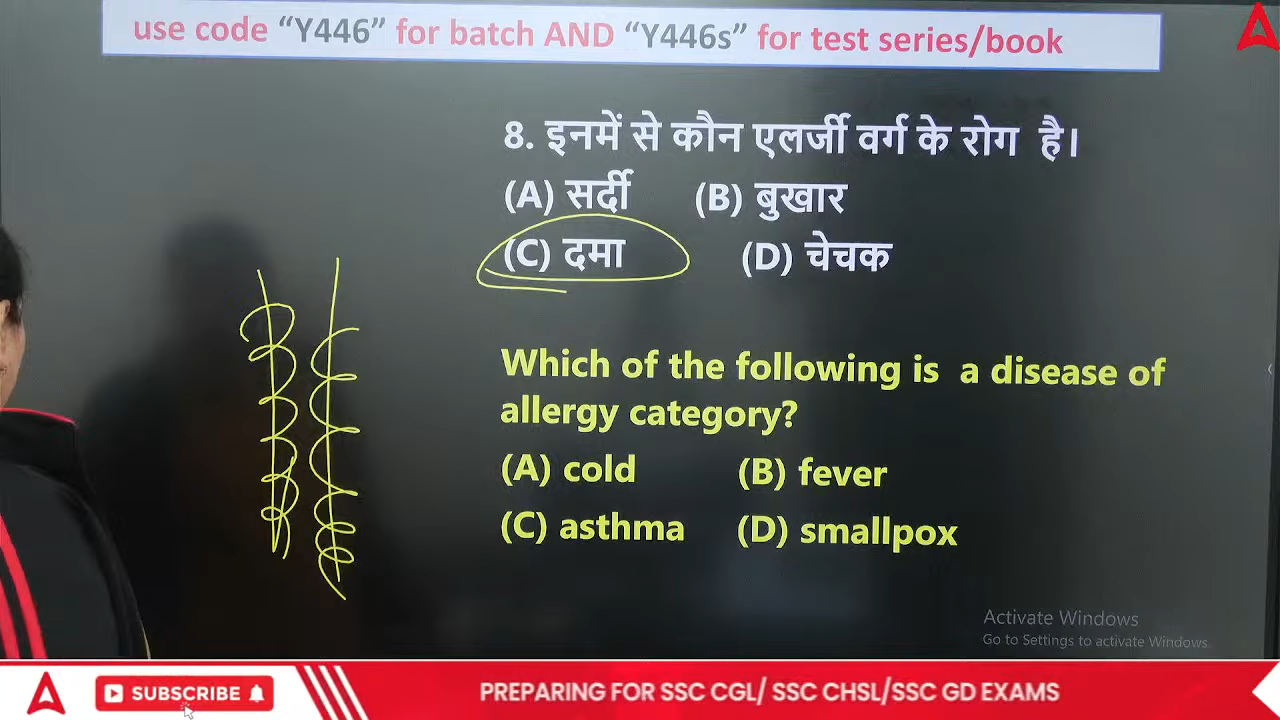 use code “Y446” for batch AND “Y446s” for test series/book
8. इनमें से कौन एलर्जी वर्ग के रोग है।
(A) सर्दी (B) बुखार
(C) दमा (D) चेचक
Which of the following is a disease of
allergy category?
(A) cold (B) fever
(C) asthma (D) smallpox
Activate Windows
Go to Settings to activate Windows.
SUBSCRIBE
PREPARING FOR SSC CGL/ SSC CHSL/SSC GD EXAMS